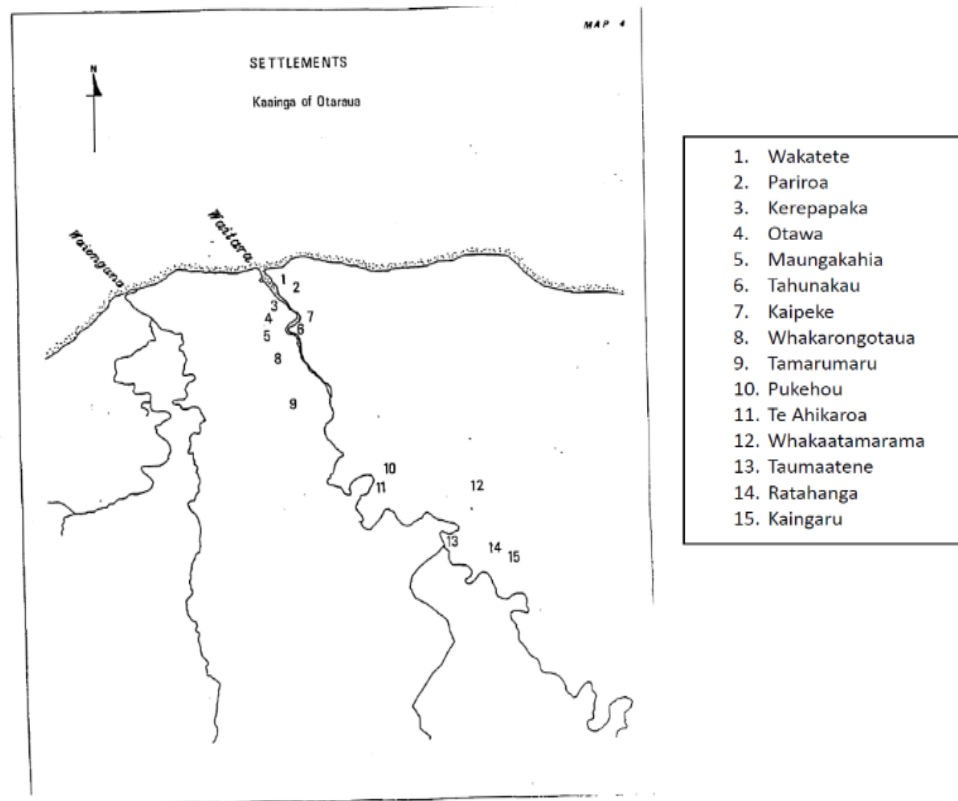 MAP 4
N
SETTLEMENTS
Kaainga of Otaraua
Waiongana
Waitara
1
2
3
4
7
6
5
8
9
10
11
12
13
14
15
1. Wakatete
2. Pariroa
3. Kerepapaka
4. Otawa
5. Maungakahia
6. Tahunakau
7. Kaipeke
8. Whakarongotaua
9. Tamarumaru
10. Pukehou
11. Te Ahikaroa
12. Whakaatamarama
13. Taumaatene
14. Ratahanga
15. Kaingaru